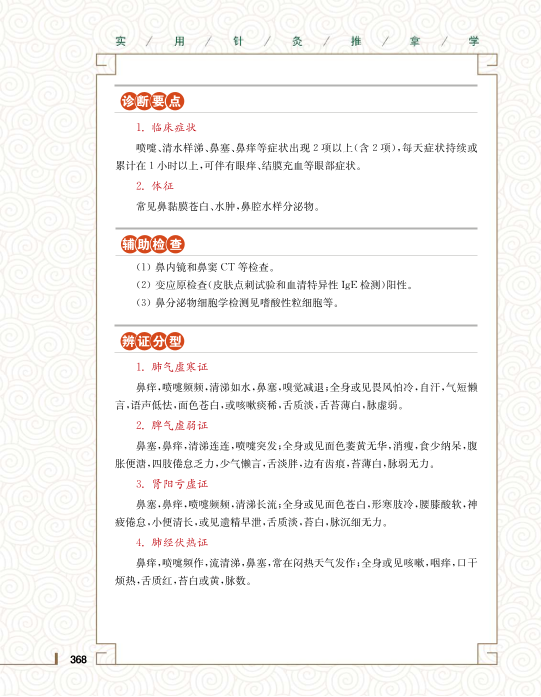 实 / 用 / 针 / 灸 / 推 / 拿 / 学
诊断要点
1. 临床症状
喷嚏、清水样涕、鼻塞、鼻痒等症状出现 2 项以上(含 2 项),每天症状持续或
累计在 1 小时以上,可伴有眼痒、结膜充血等眼部症状。
2. 体征
常见鼻黏膜苍白、水肿,鼻腔水样分泌物。
辅助检查
(1) 鼻内镜和鼻窦 CT 等检查。
(2) 变应原检查(皮肤点刺试验和血清特异性 IgE 检测)阳性。
(3) 鼻分泌物细胞学检测见嗜酸性粒细胞等。
辨证分型
1. 肺气虚寒证
鼻痒,喷嚏频频,清涕如水,鼻塞,嗅觉减退;全身或见畏风怕冷,自汗,气短懒
言,语声低怯,面色苍白,或咳嗽痰稀,舌质淡,舌苔薄白,脉虚弱。
2. 脾气虚弱证
鼻塞,鼻痒,清涕连连,喷嚏突发;全身或见面色萎黄无华,消瘦,食少纳呆,腹
胀便溏,四肢倦怠乏力,少气懒言,舌淡胖,边有齿痕,苔薄白,脉弱无力。
3. 肾阳亏虚证
鼻塞,鼻痒,喷嚏频频,清涕长流;全身或见面色苍白,形寒肢冷,腰膝酸软,神
疲倦怠,小便清长,或见遗精早泄,舌质淡,苔白,脉沉细无力。
4. 肺经伏热证
鼻痒,喷嚏频作,流清涕,鼻塞,常在闷热天气发作;全身或见咳嗽,咽痒,口干
烦热,舌质红,苔白或黄,脉数。
368